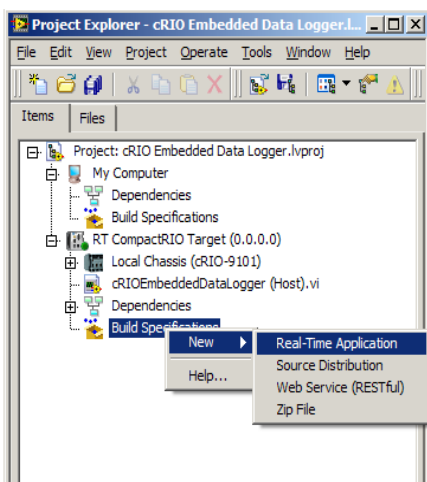 Project Explorer - cRIO Embedded Data Logger.l...
File Edit View Project Operate Tools Window Help
Items Files
Project: cRIO Embedded Data Logger.lvproj
My Computer
Dependencies
Build Specifications
RT CompactRIO Target (0.0.0.0)
Local Chassis (cRIO-9101)
cRIOEmbeddedDataLogger (Host).vi
Dependencies
Build Specifications
New
Help...
Real-Time Application
Source Distribution
Web Service (RESTful)
Zip File